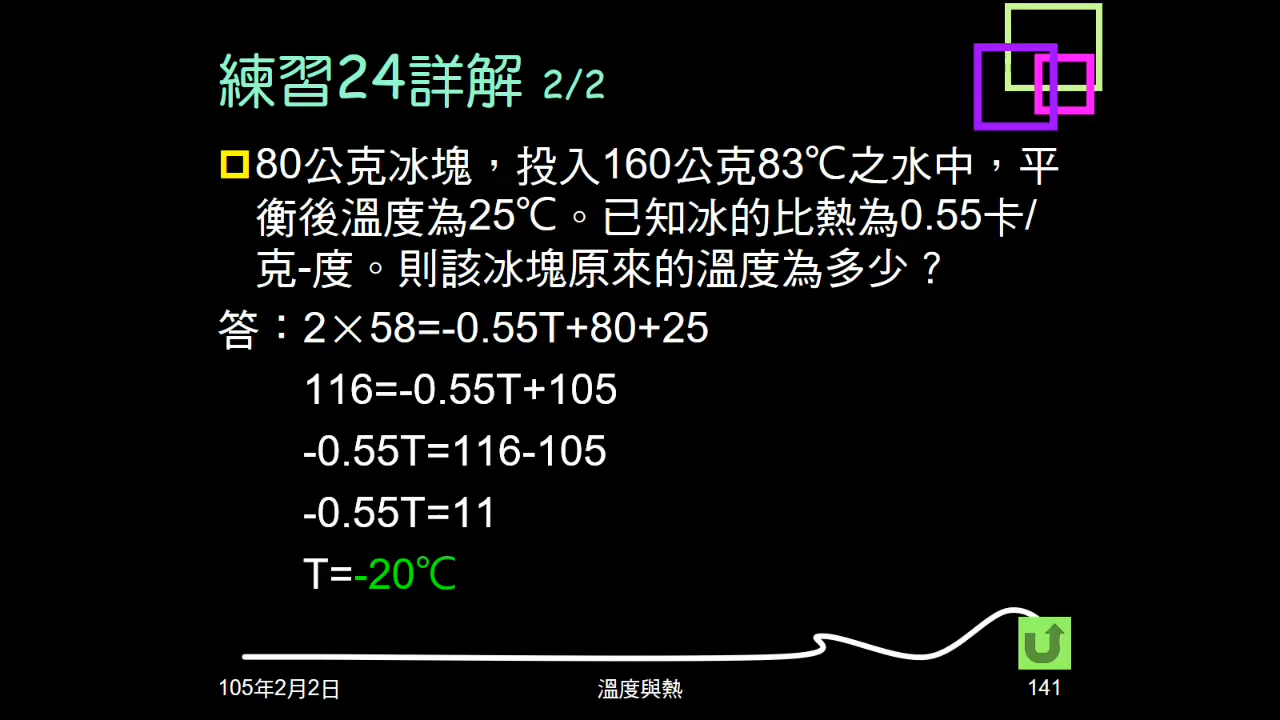 練習24詳解 2/2
80公克冰塊，投入160公克83℃之水中，平
衡後溫度為25℃。已知冰的比熱為0.55卡/
克-度。則該冰塊原來的溫度為多少？
答：2×58=-0.55T+80+25
116=-0.55T+105
-0.55T=116-105
-0.55T=11
T=-20℃
105年2月2日
溫度與熱
141